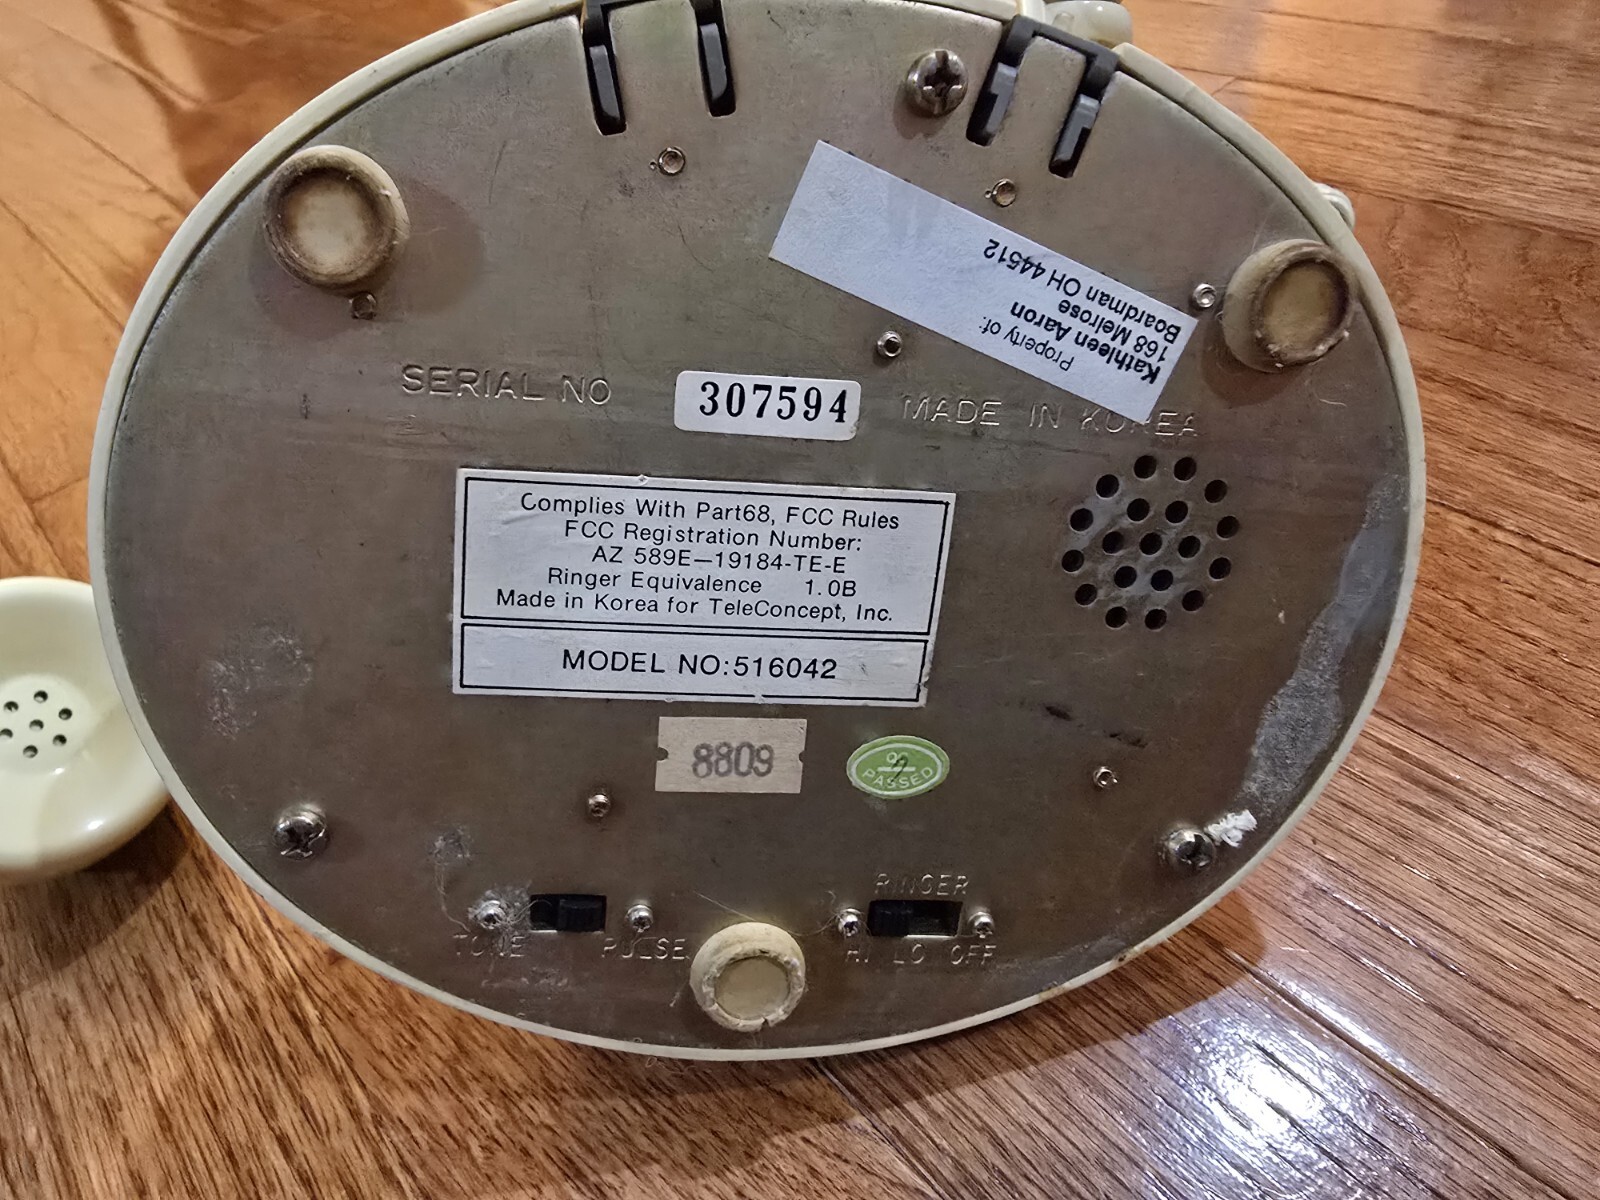 Property of:
Kathleen Aaron
168 Melrose
Boardman OH 44512
SERIAL NO 307594 MADE IN KOREA
Complies With Part68, FCC Rules
FCC Registration Number:
AZ 589E—19184-TE-E
Ringer Equivalence 1.0B
Made in Korea for TeleConcept, Inc.
MODEL NO:516042
8809
PASSED
RINGER
TONE PULSE HI LO OFF